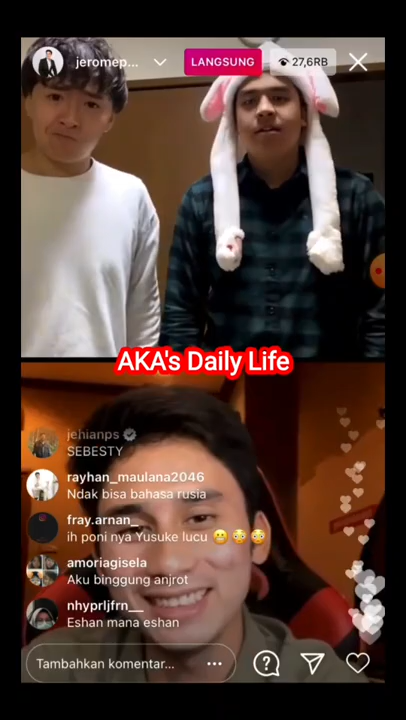 jeromep...
LANGSUNG
27,6RB
AKA's Daily Life
jehianps
SEBESTY
rayhan_maulana2046
Ndak bisa bahasa rusia
fray.arnan_
ih poni nya Yusuke lucu 😬😳😳
amoriagisela
Aku binggung anjrot
nhyprljfrn__
Eshan mana eshan
Tambahkan komentar...